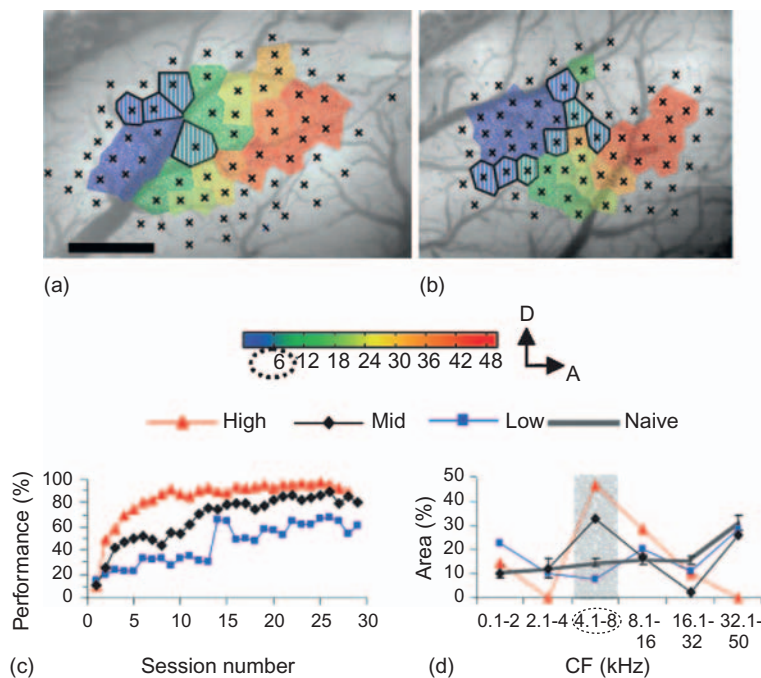 (a)
(b)
D
A
6 12 18 24 30 36 42 48
High Mid Low Naive
Performance (%)
100
80
60
40
20
0
0 5 10 15 20 25 30
Session number
(c)
Area (%)
50
40
30
20
10
0
0.1-2 2.1-4 4.1-8 8.1-16 16.1-32 32.1-50
CF (kHz)
(d)